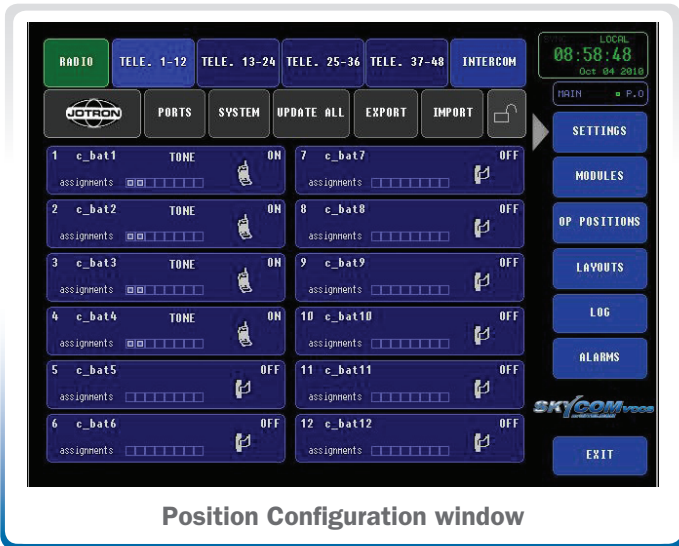 RADIO TELE. 1-12 TELE. 13-24 TELE. 25-36 TELE. 37-48 INTERCOM
SYNC LOCAL
08:58:48
Oct 04 2010
MAIN P.O
JOTRON PORTS SYSTEM UPDATE ALL EXPORT IMPORT
SETTINGS
MODULES
OP POSITIONS
LAYOUTS
LOG
ALARMS
1 c_bat1 TONE ON
assignments
2 c_bat2 TONE ON
assignments
3 c_bat3 TONE ON
assignments
4 c_bat4 TONE ON
assignments
5 c_bat5 OFF
assignments
6 c_bat6 OFF
assignments
7 c_bat7 OFF
assignments
8 c_bat8 OFF
assignments
9 c_bat9 OFF
assignments
10 c_bat10 OFF
assignments
11 c_bat11 OFF
assignments
12 c_bat12 OFF
assignments
SKYCOM VCCS
EXIT
Position Configuration window